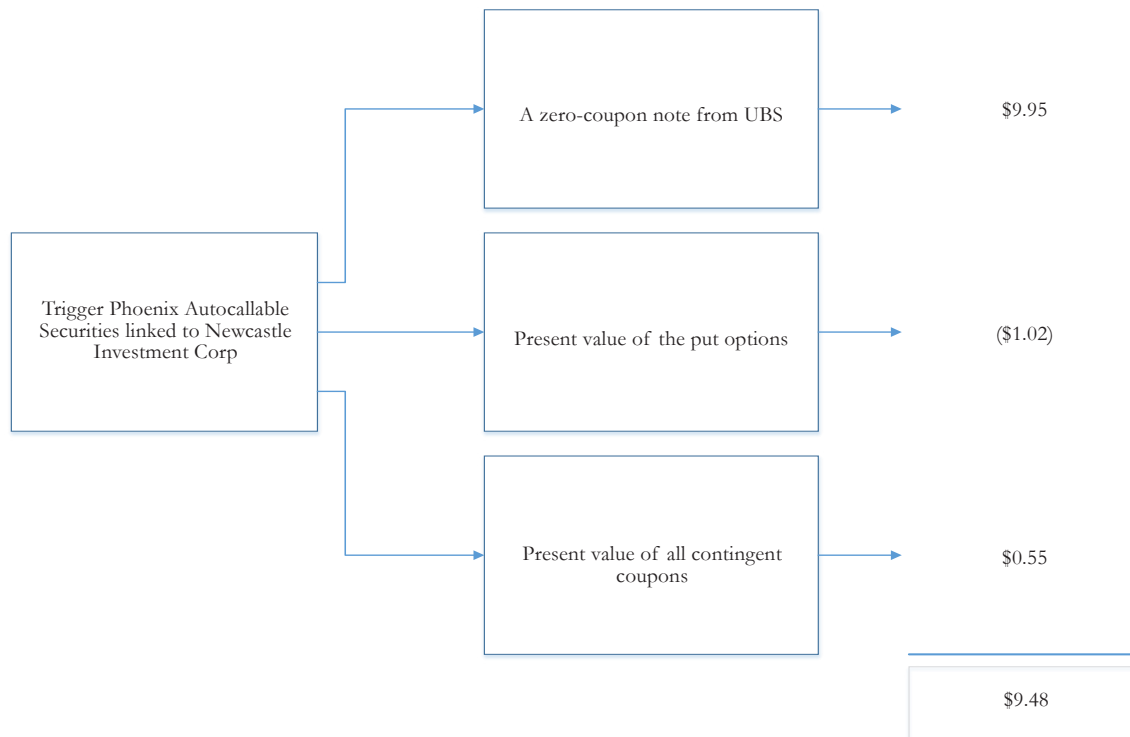 A zero-coupon note from UBS
$9.95
Trigger Phoenix Autocallable
Securities linked to Newcastle
Investment Corp
Present value of the put options
($1.02)
Present value of all contingent
coupons
$0.55
$9.48